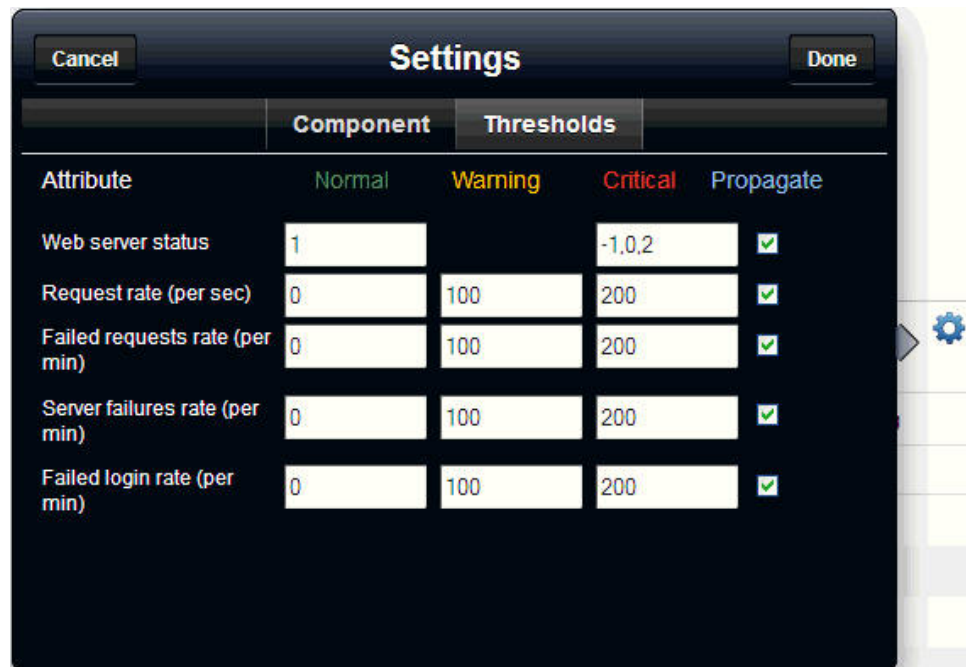 Cancel Settings Done
Component Thresholds
Attribute Normal Warning Critical Propagate
Web server status 1 -1,0,2
Request rate (per sec) 0 100 200
Failed requests rate (per
min) 0 100 200
Server failures rate (per
min) 0 100 200
Failed login rate (per
min) 0 100 200